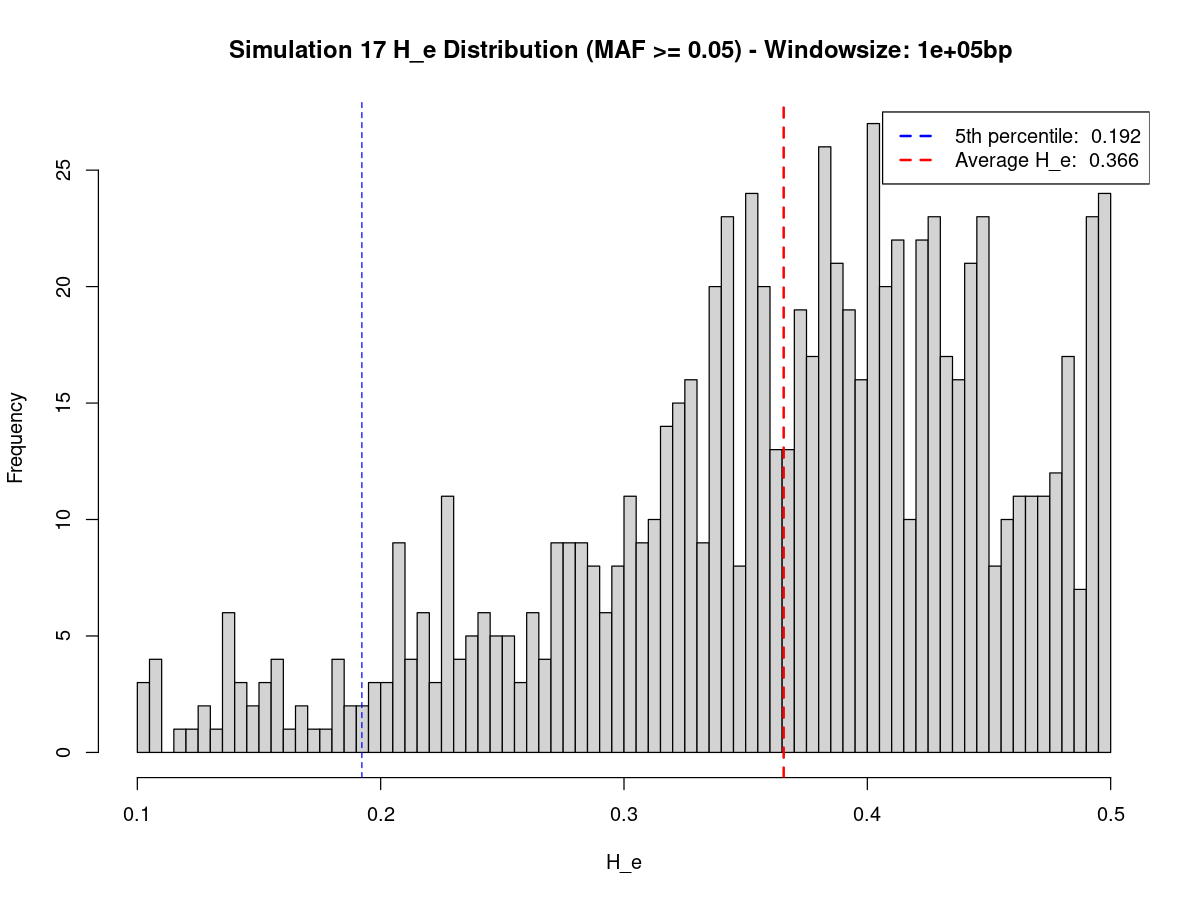 Simulation 17 H_e Distribution (MAF >= 0.05) - Windowsize: 1e+05bp
5th percentile:  0.192
Average H_e:  0.366
Frequency
25
20
15
10
5
0
0.1 0.2 0.3 0.4 0.5
H_e